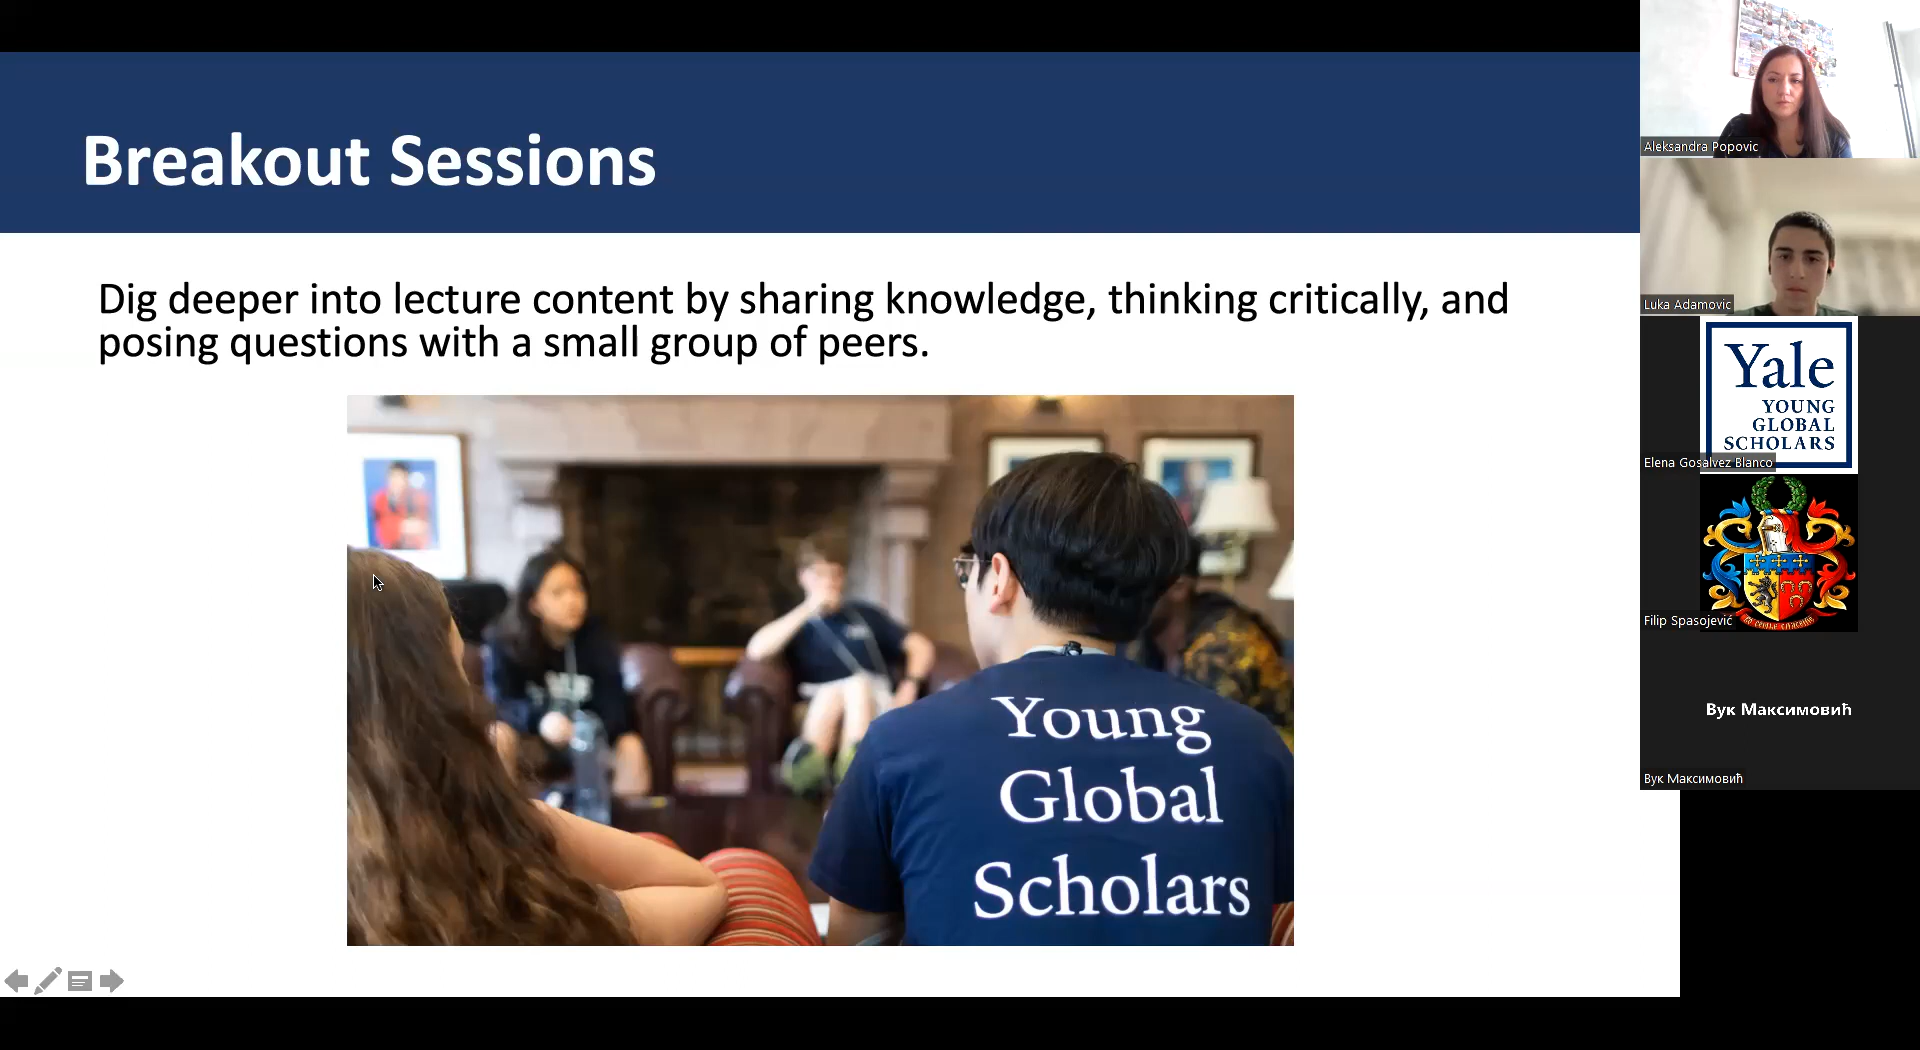 Breakout Sessions
Dig deeper into lecture content by sharing knowledge, thinking critically, and
posing questions with a small group of peers.
Young
Global
Scholars
Aleksandra Popovic
Luka Adamovic
Yale
YOUNG
GLOBAL
SCHOLARS
Elena Gosalvez Blanco
Filip Spasojević
Вук Максимовић
Вук Максимовић